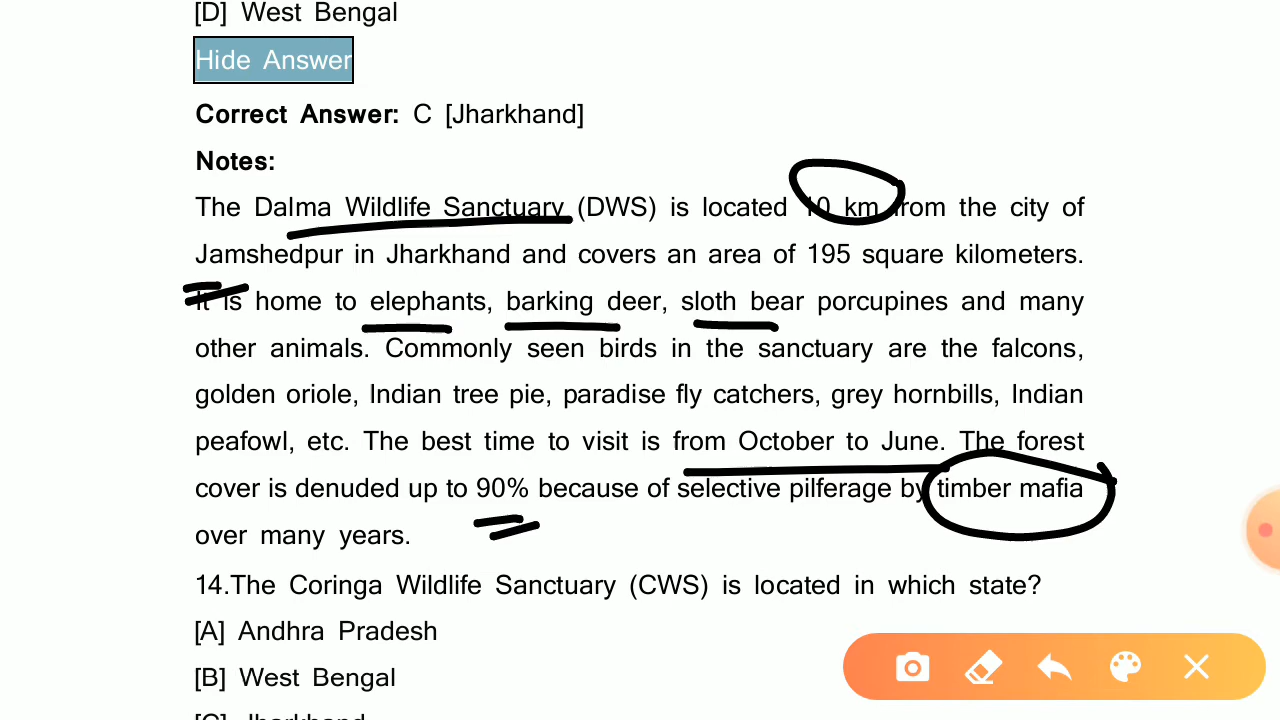 [D] West Bengal
Hide Answer
Correct Answer: C [Jharkhand]
Notes:
The Dalma Wildlife Sanctuary (DWS) is located 10 km from the city of
Jamshedpur in Jharkhand and covers an area of 195 square kilometers.
It is home to elephants, barking deer, sloth bear porcupines and many
other animals. Commonly seen birds in the sanctuary are the falcons,
golden oriole, Indian tree pie, paradise fly catchers, grey hornbills, Indian
peafowl, etc. The best time to visit is from October to June. The forest
cover is denuded up to 90% because of selective pilferage by timber mafia
over many years.
14.The Coringa Wildlife Sanctuary (CWS) is located in which state?
[A] Andhra Pradesh
[B] West Bengal
[C] Jharkhand